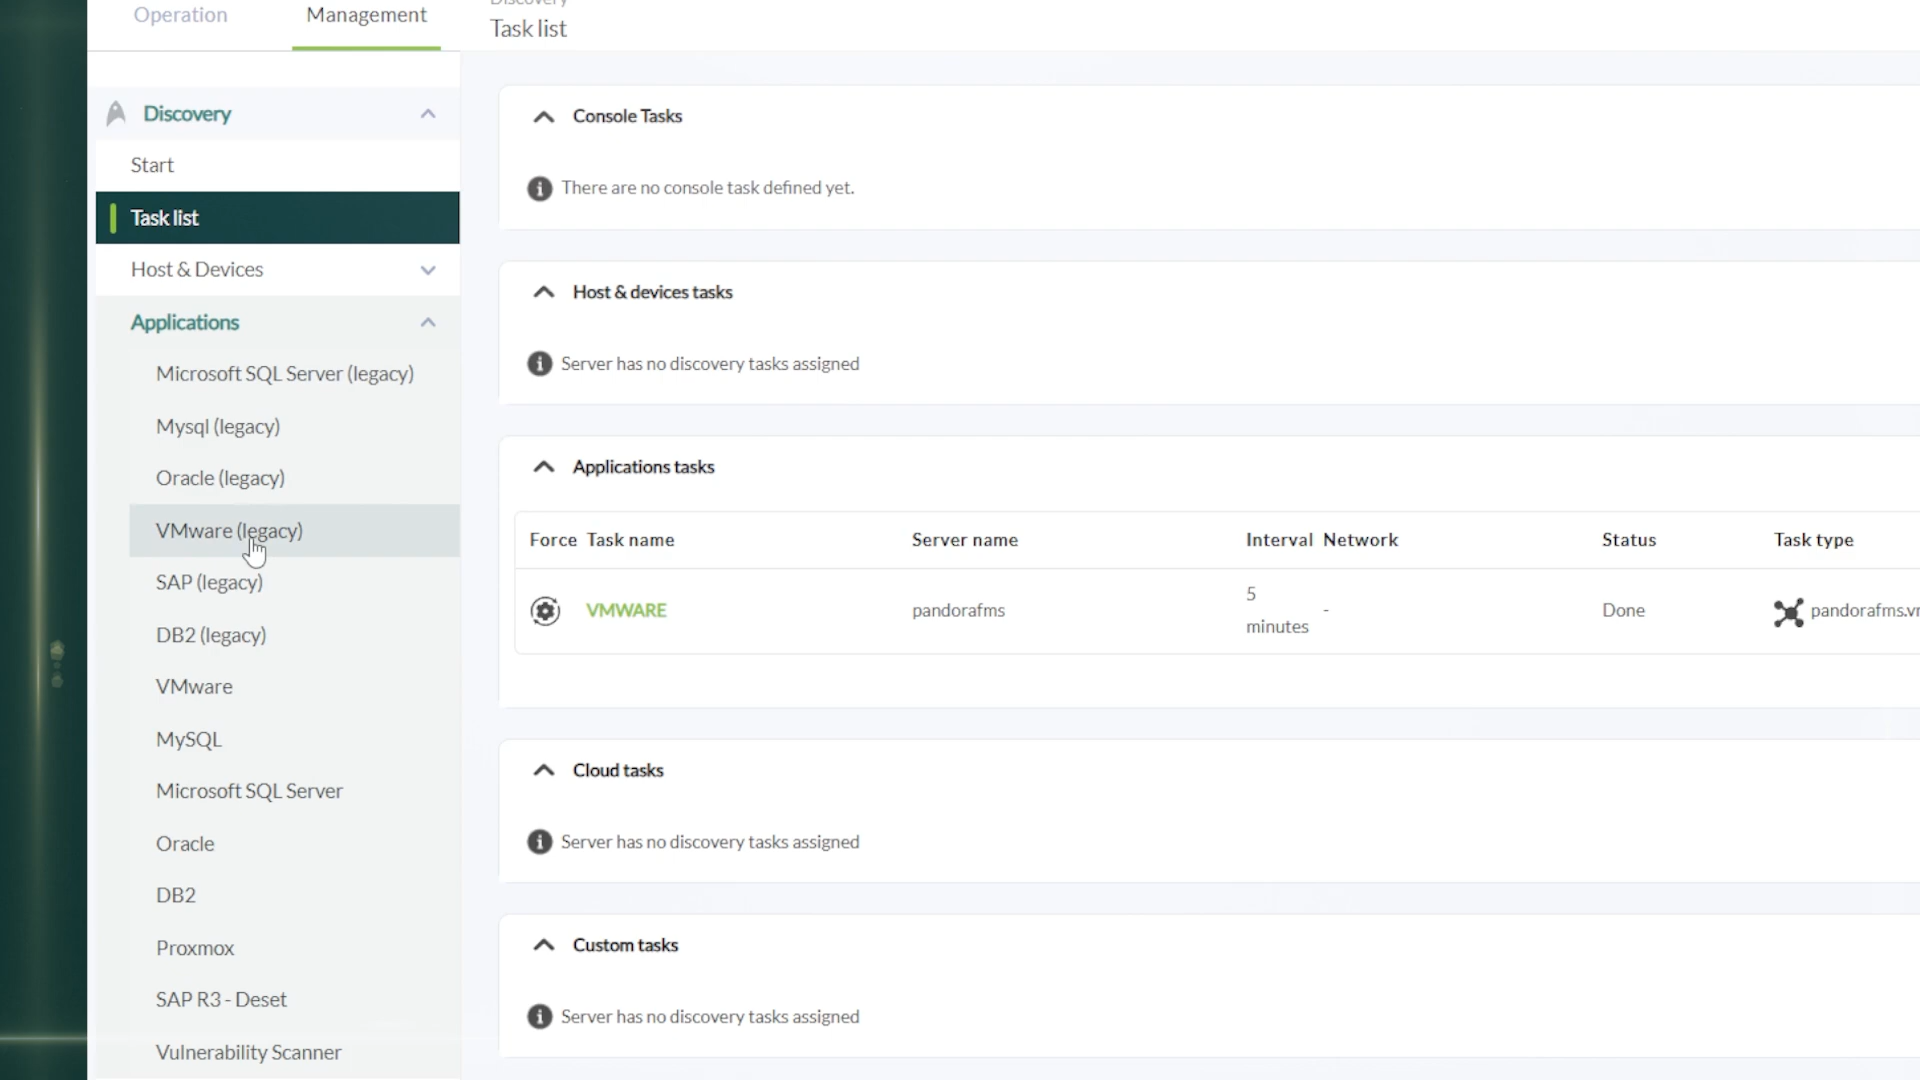 Operation
Management
Discovery
Task list
Discovery
Start
Task list
Host & Devices
Applications
Microsoft SQL Server (legacy)
Mysql (legacy)
Oracle (legacy)
VMware (legacy)
SAP (legacy)
DB2 (legacy)
VMware
MySQL
Microsoft SQL Server
Oracle
DB2
Proxmox
SAP R3 - Deset
Vulnerability Scanner
Console Tasks
There are no console task defined yet.
Host & devices tasks
Server has no discovery tasks assigned
Applications tasks
Force Task name Server name Interval Network Status Task type
VMWARE pandorafms 5 minutes - Done pandorafms.vm
Cloud tasks
Server has no discovery tasks assigned
Custom tasks
Server has no discovery tasks assigned